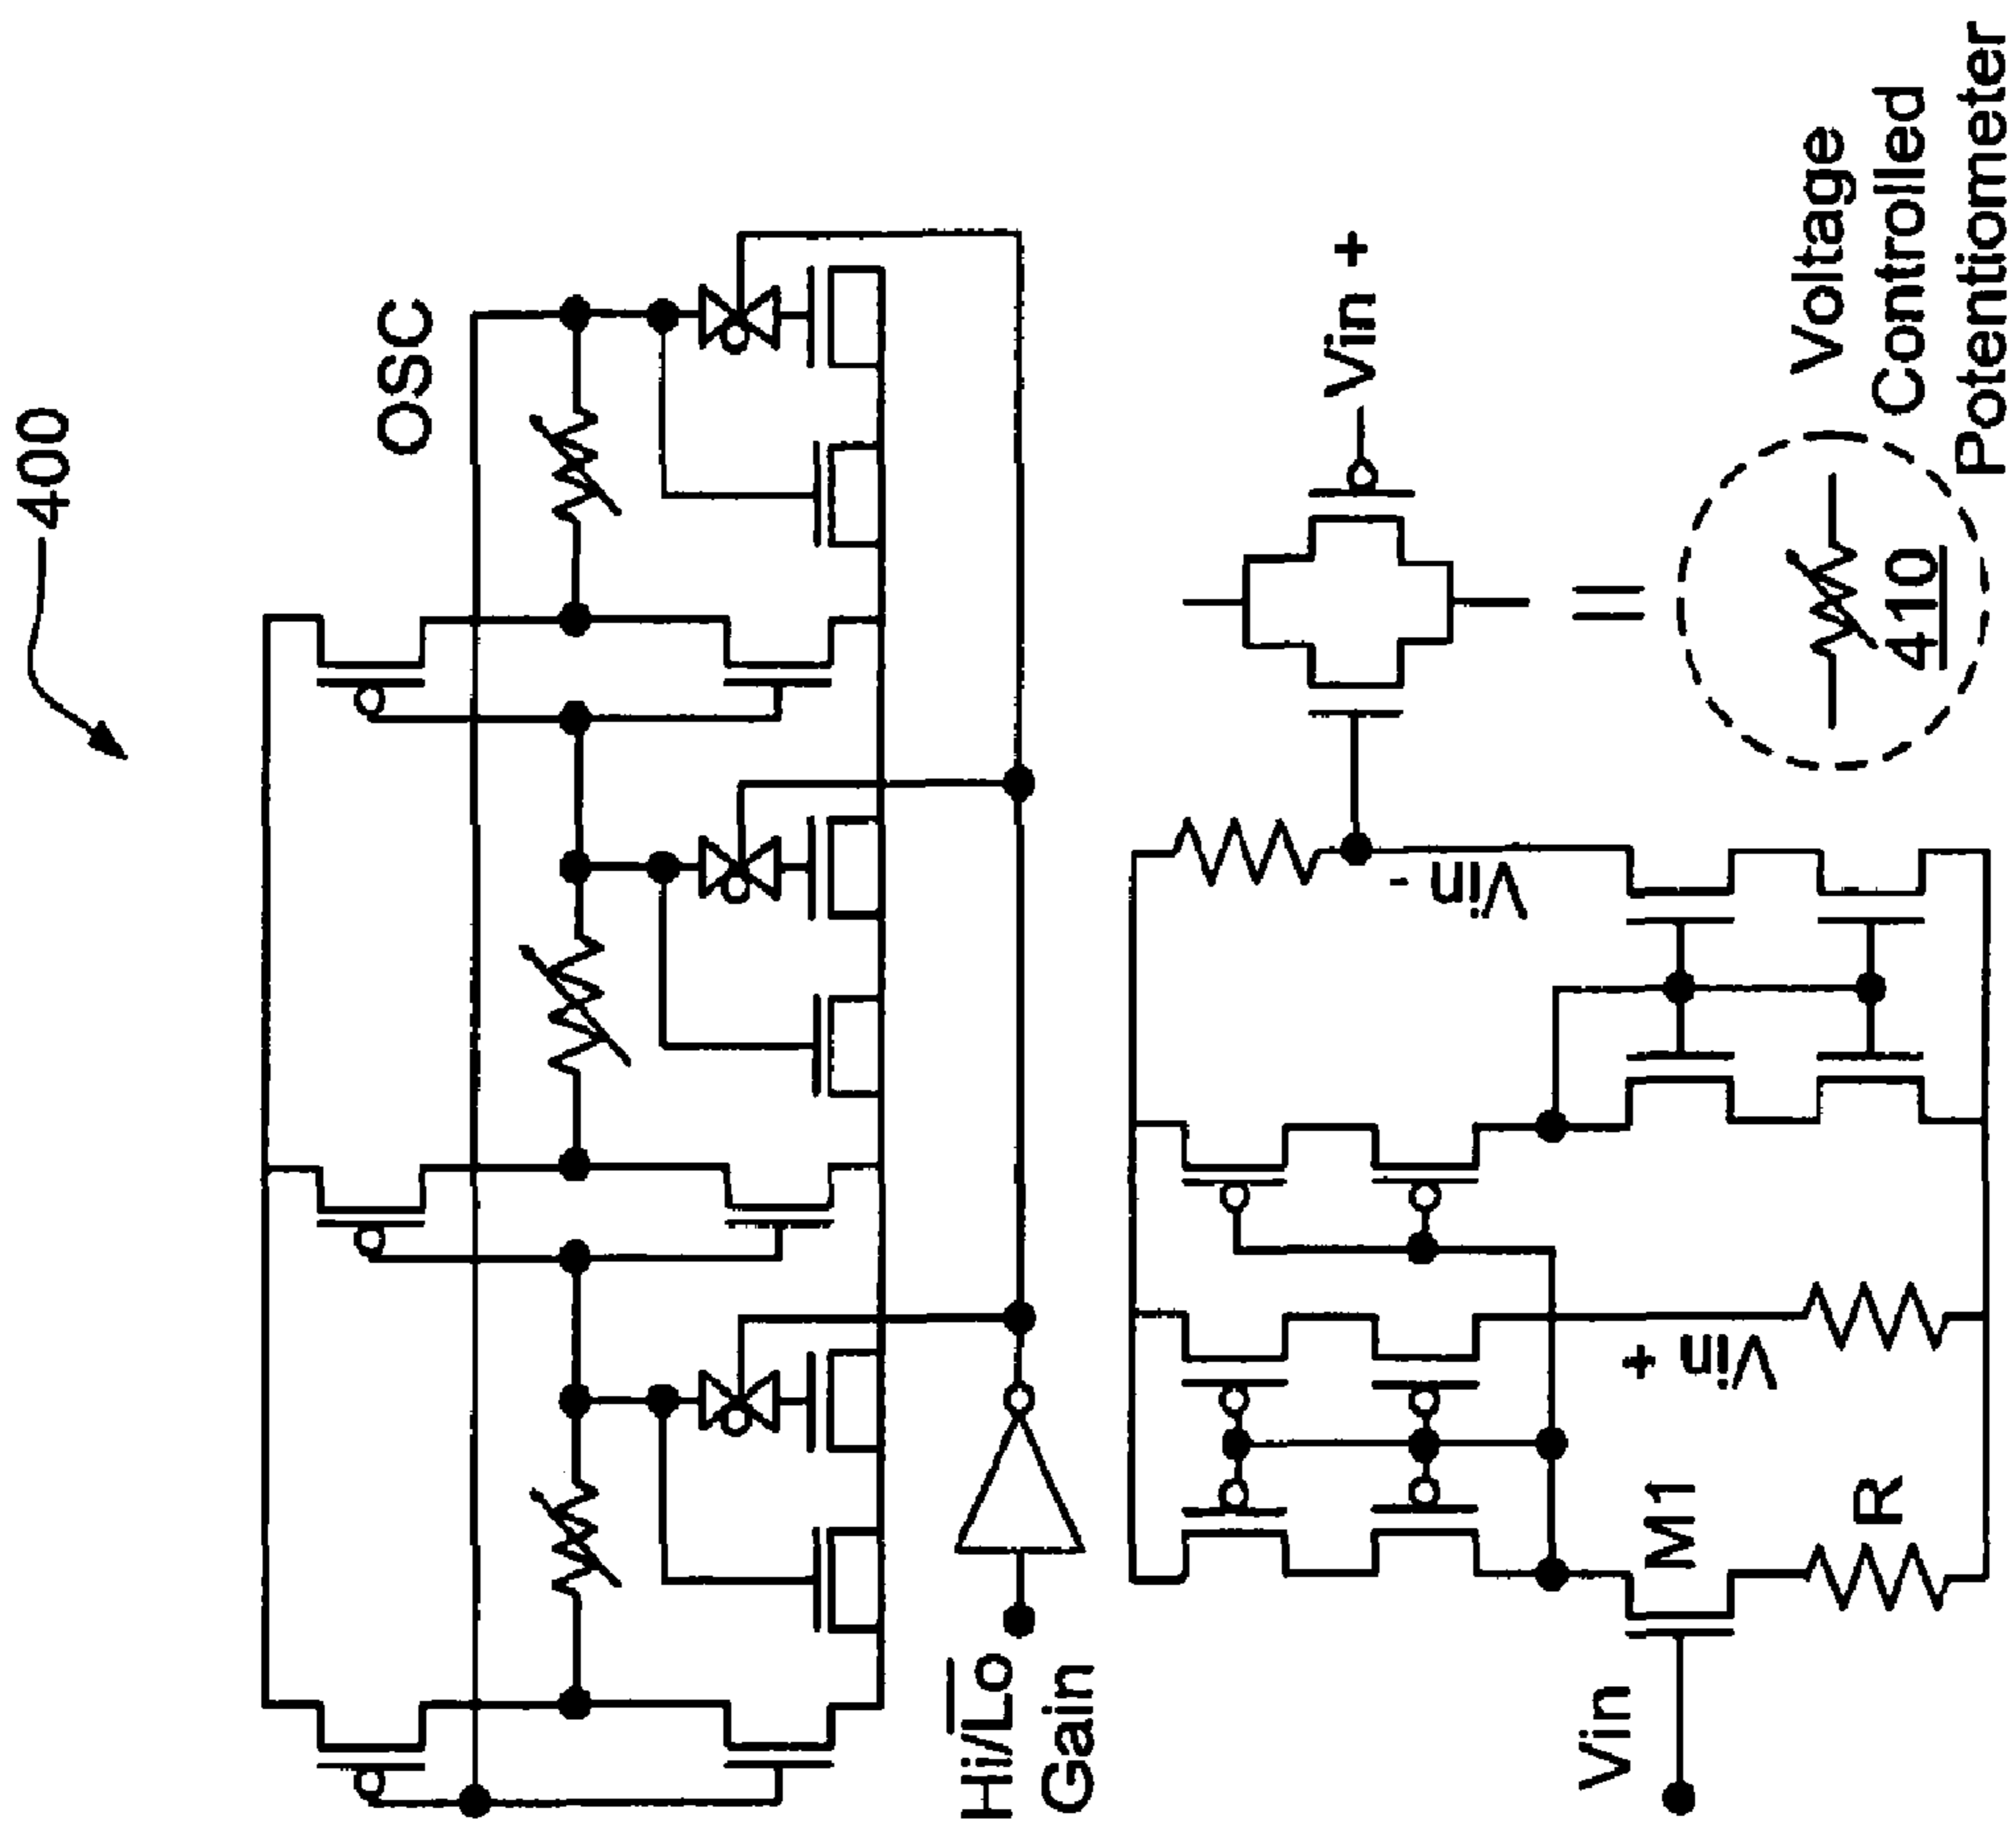 400
OSC
Hi/Lo
Gain
Vin
M1
R
Vin +
Vin -
Vin +
410
Voltage
Controlled
Potentiometer